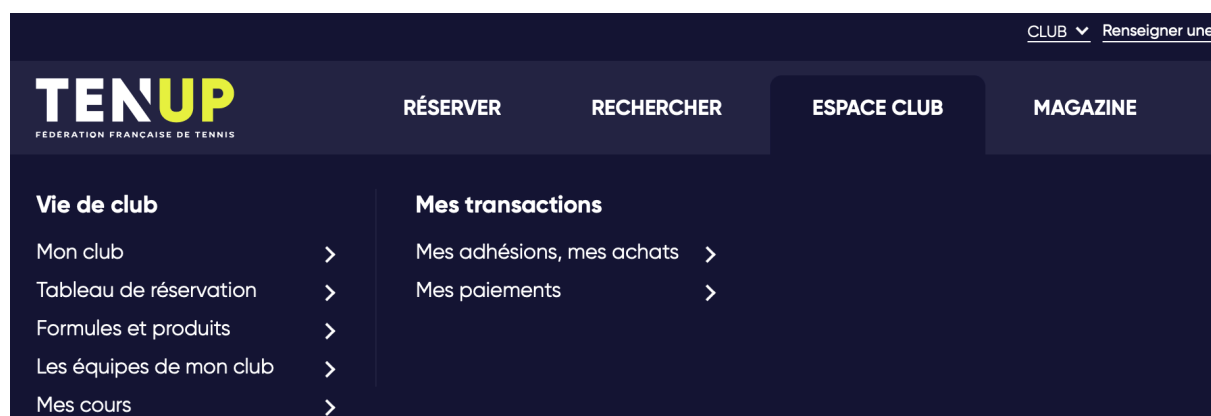 CLUB Renseigner une
TENUP
FÉDÉRATION FRANÇAISE DE TENNIS
RÉSERVER RECHERCHER ESPACE CLUB MAGAZINE
Vie de club
Mon club
Tableau de réservation
Formules et produits
Les équipes de mon club
Mes cours
Mes transactions
Mes adhésions, mes achats
Mes paiements